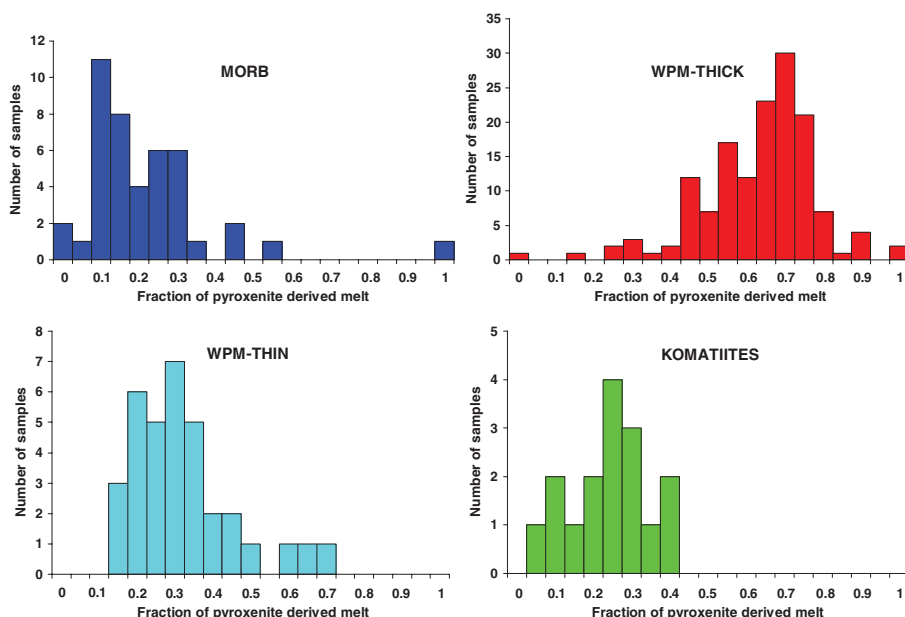 MORB
Number of samples
12
10
8
6
4
2
0
0 0.1 0.2 0.3 0.4 0.5 0.6 0.7 0.8 0.9 1
Fraction of pyroxenite derived melt
WPM-THICK
Number of samples
35
30
25
20
15
10
5
0
0 0.1 0.2 0.3 0.4 0.5 0.6 0.7 0.8 0.9 1
Fraction of pyroxenite derived melt
WPM-THIN
Number of samples
8
7
6
5
4
3
2
1
0
0 0.1 0.2 0.3 0.4 0.5 0.6 0.7 0.8 0.9 1
Fraction of pyroxenite derived melt
KOMATIITES
Number of samples
5
4
3
2
1
0
0 0.1 0.2 0.3 0.4 0.5 0.6 0.7 0.8 0.9 1
Fraction of pyroxenite derived melt